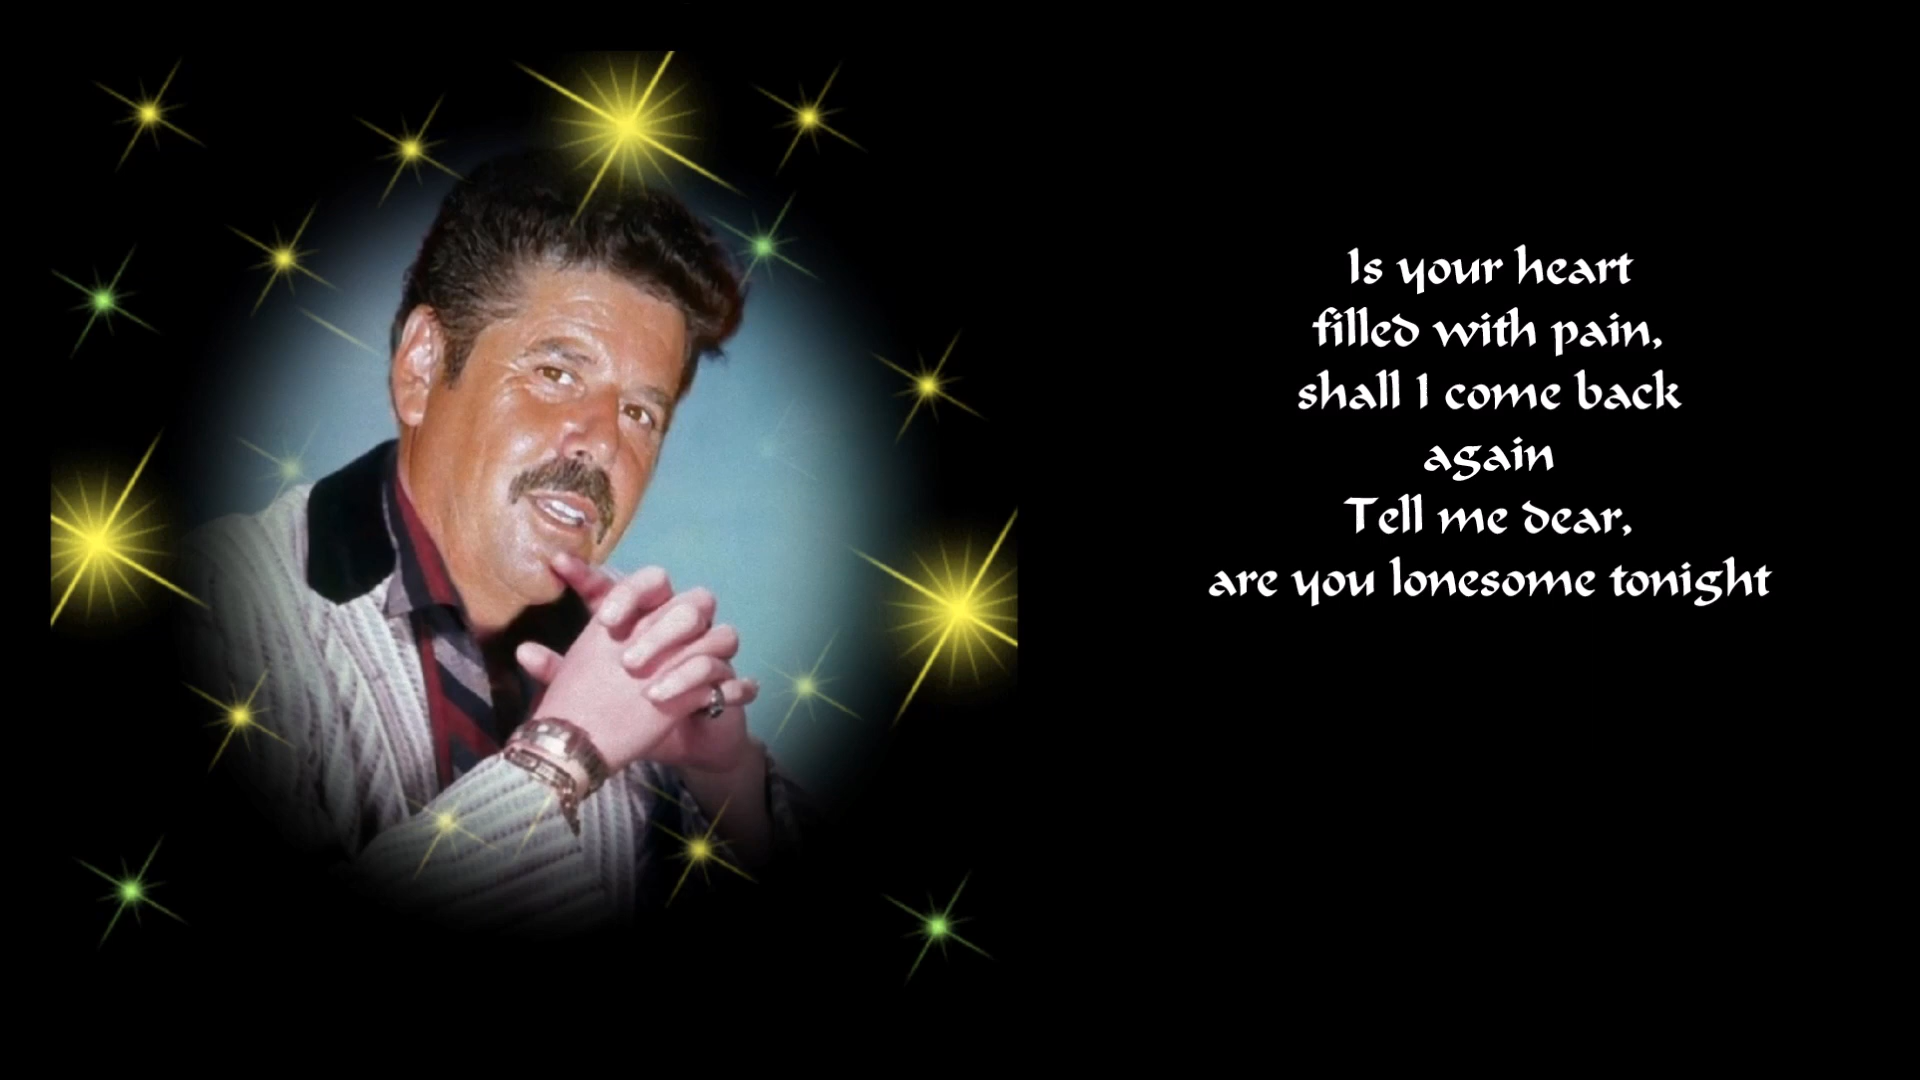 Is your heart
filled with pain,
shall I come back
again
Tell me dear,
are you lonesome tonight